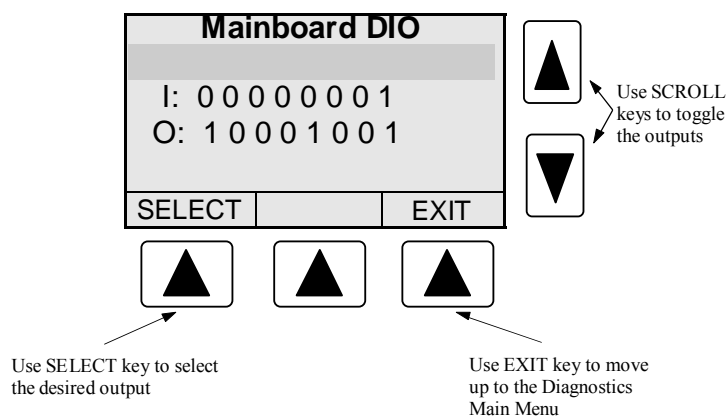 Mainboard DIO
I: 0 0 0 0 0 0 0 1
O: 1 0 0 0 1 0 0 1
SELECT
EXIT
Use SCROLL
keys to toggle
the outputs
Use SELECT key to select
the desired output
Use EXIT key to move
up to the Diagnostics
Main Menu